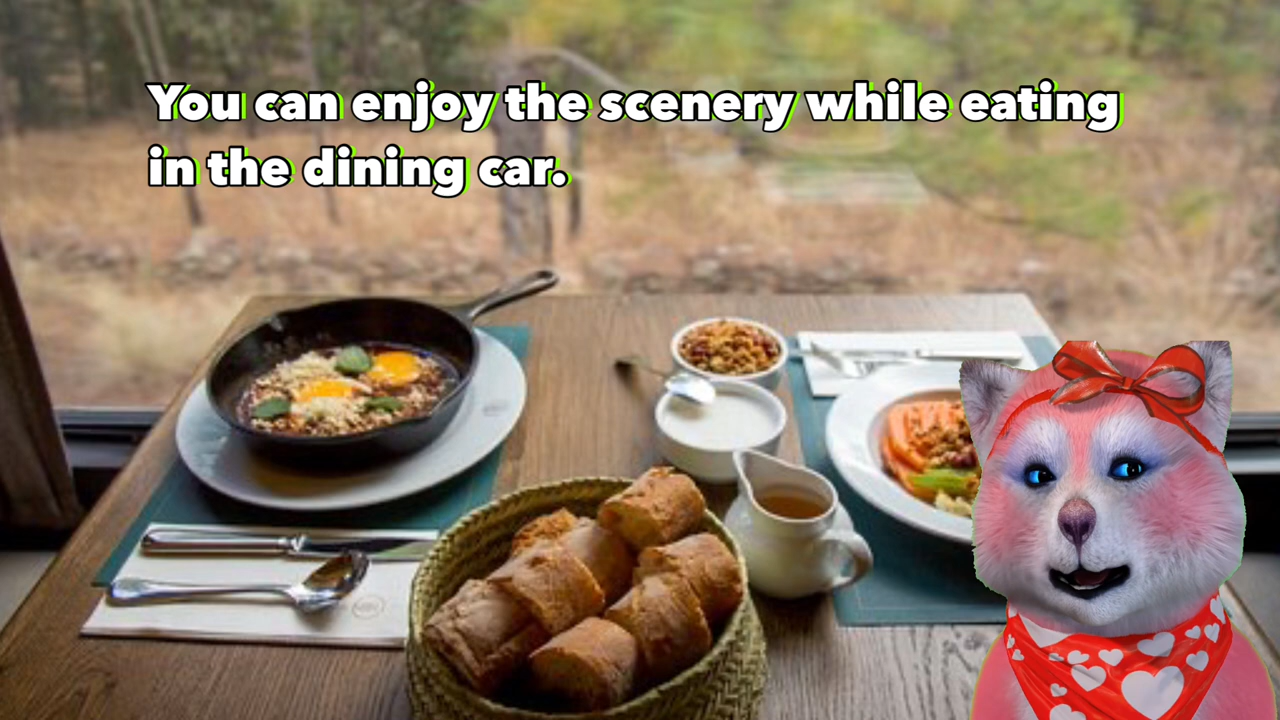 You can enjoy the scenery while eating
in the dining car.